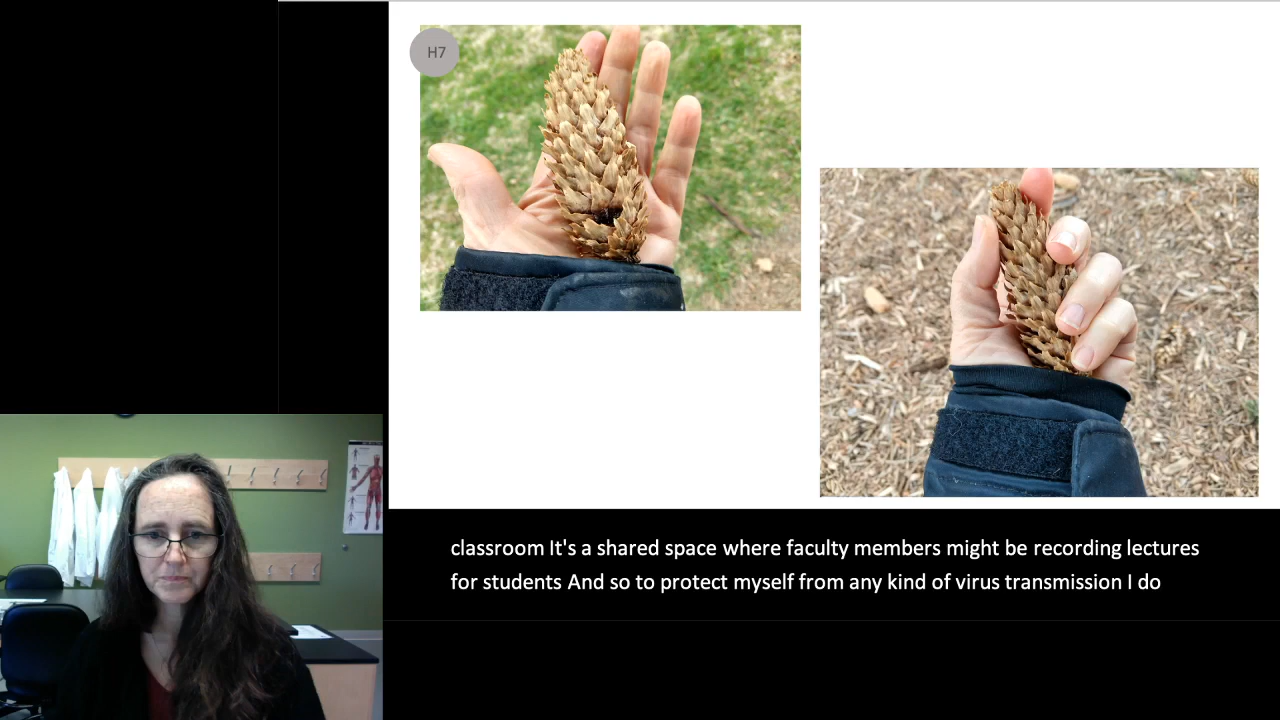 H7
classroom It's a shared space where faculty members might be recording lectures
for students And so to protect myself from any kind of virus transmission I do